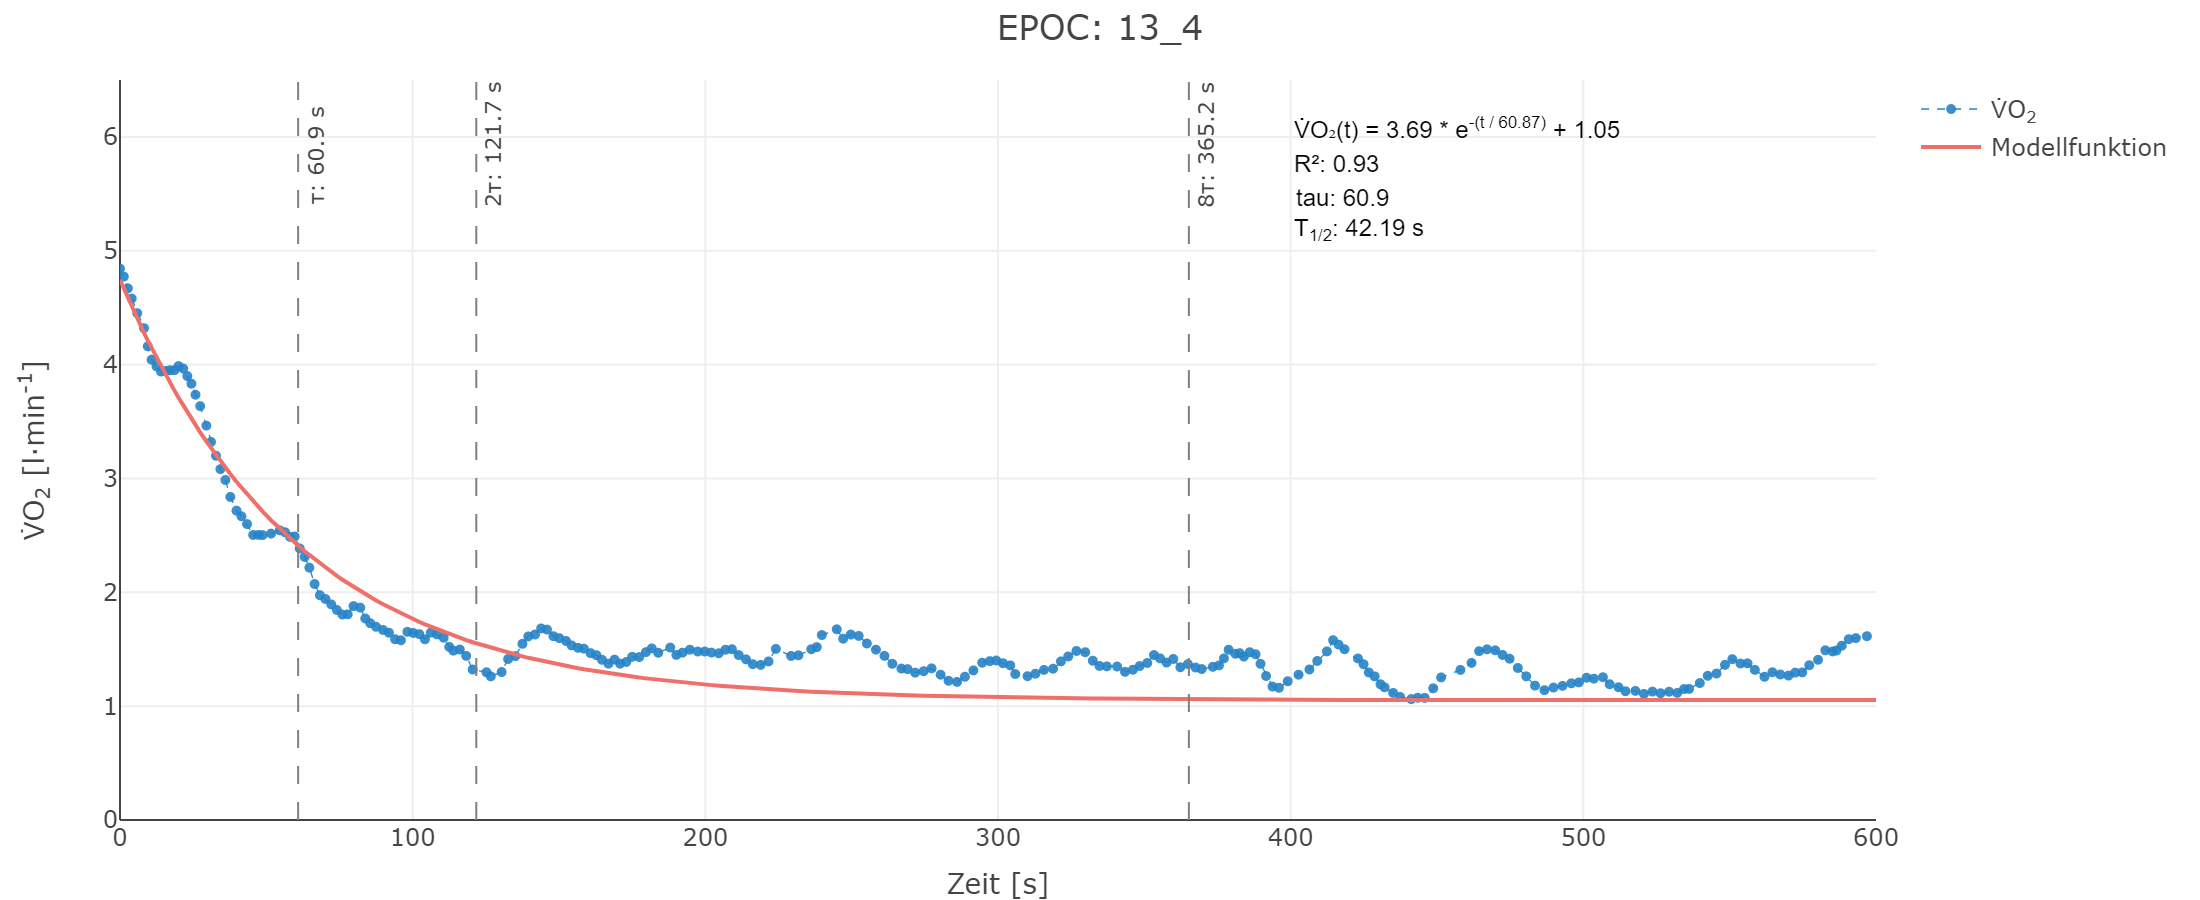 EPOC: 13_4
V̇O₂
Modellfunktion
τ: 60.9 s
2τ: 121.7 s
8τ: 365.2 s
V̇O₂(t) = 3.69 * e^-(t / 60.87) + 1.05
R²: 0.93
tau: 60.9
T1/2: 42.19 s
V̇O₂ [l·min⁻¹]
6
5
4
3
2
1
0
0 100 200 300 400 500 600
Zeit [s]